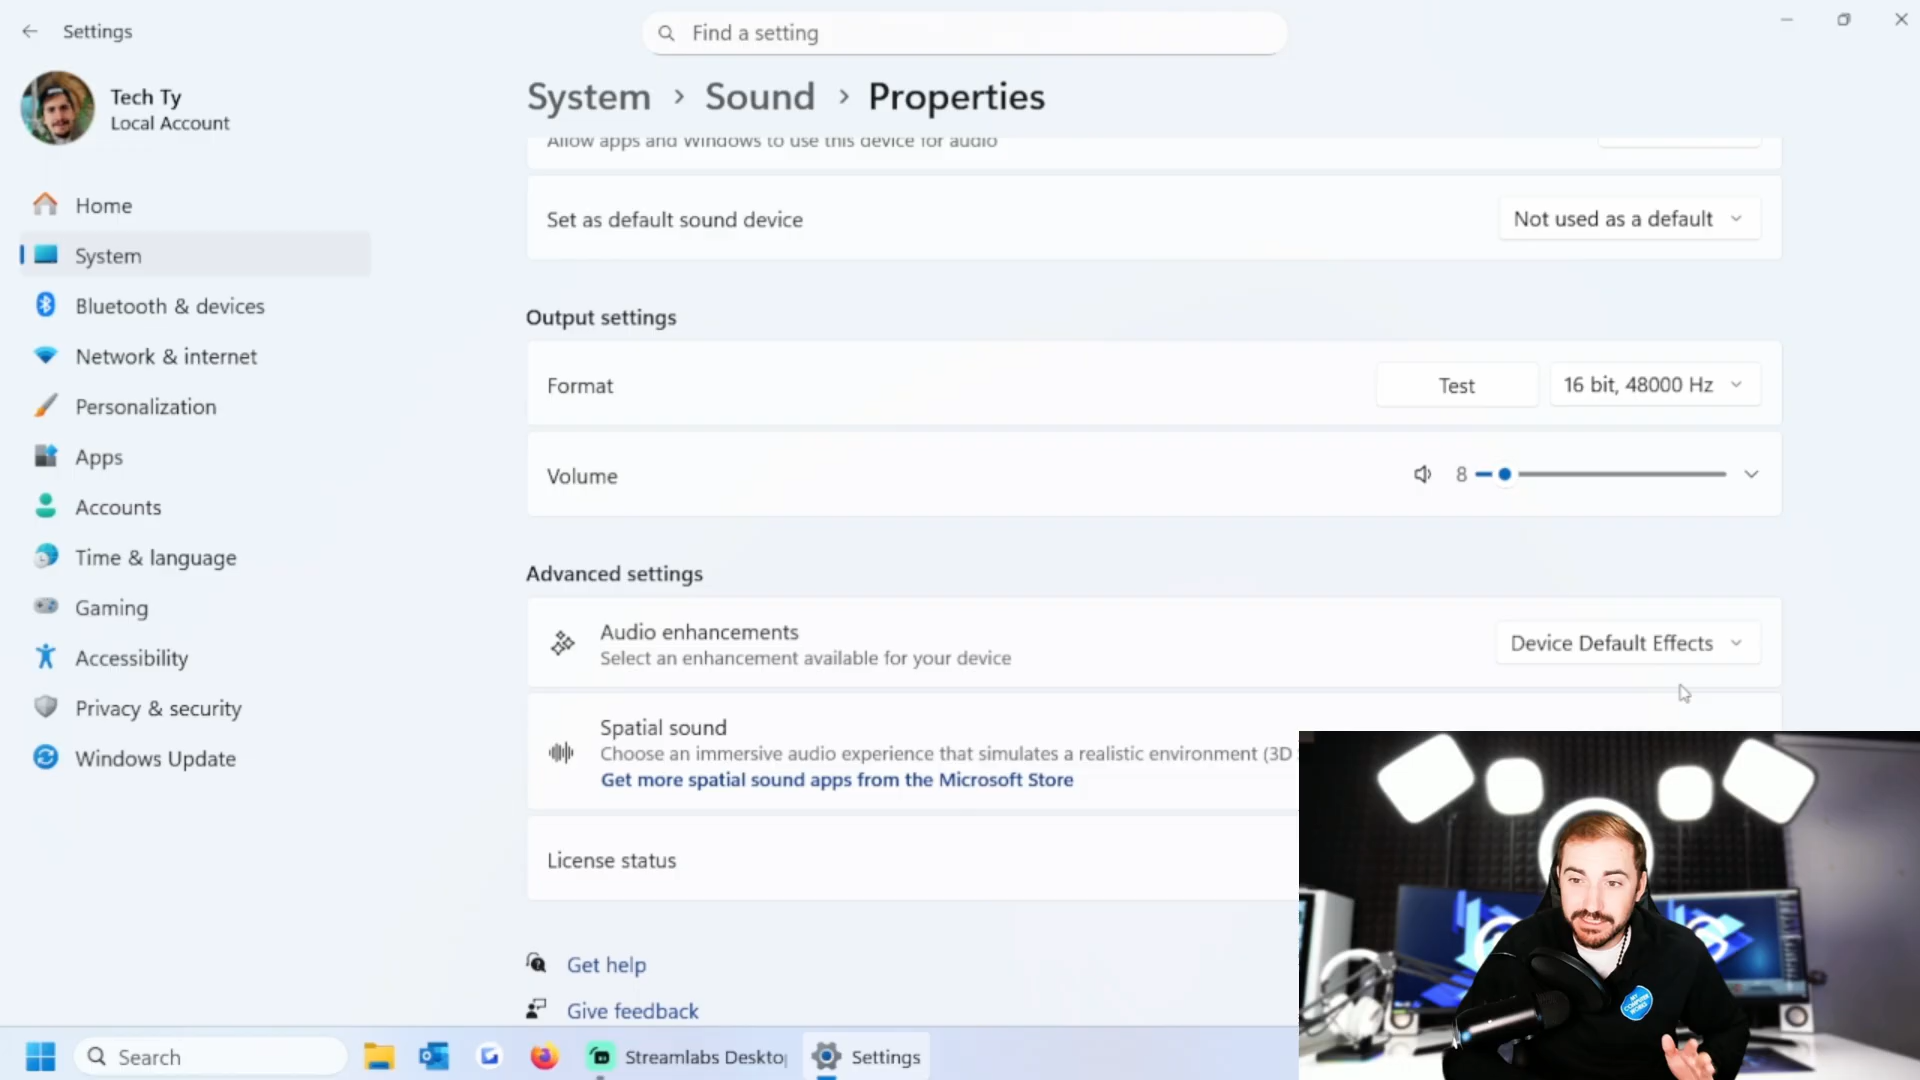 Settings
Find a setting
Tech Ty
Local Account
Home
System
Bluetooth & devices
Network & internet
Personalization
Apps
Accounts
Time & language
Gaming
Accessibility
Privacy & security
Windows Update
System > Sound > Properties
Allow apps and Windows to use this device for audio
Set as default sound device
Not used as a default
Output settings
Format
Test
16 bit, 48000 Hz
Volume
8
Advanced settings
Audio enhancements
Select an enhancement available for your device
Device Default Effects
Spatial sound
Choose an immersive audio experience that simulates a realistic environment (3D
Get more spatial sound apps from the Microsoft Store
License status
Get help
Give feedback
Search
Streamlabs Deskto
Settings
MY
COMPUTER
WORKS